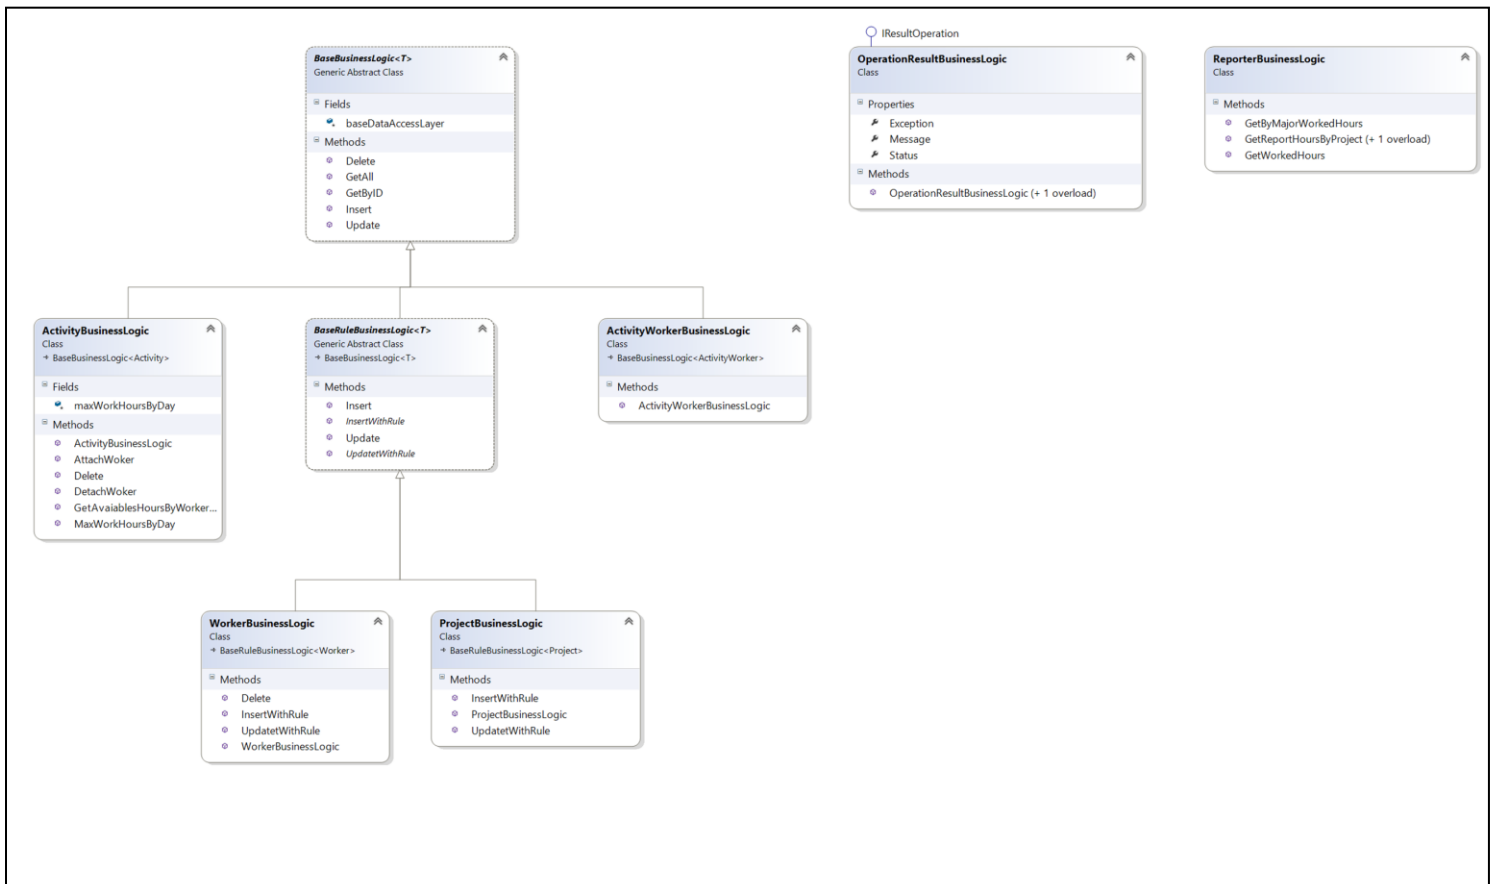 IResultOperation
BaseBusinessLogic<T>
Generic Abstract Class
Fields
baseDataAccessLayer
Methods
Delete
GetAll
GetByID
Insert
Update
OperationResultBusinessLogic
Class
Properties
Exception
Message
Status
Methods
OperationResultBusinessLogic (+ 1 overload)
ReporterBusinessLogic
Class
Methods
GetByMajorWorkedHours
GetReportHoursByProject (+ 1 overload)
GetWorkedHours
ActivityBusinessLogic
Class
BaseBusinessLogic<Activity>
Fields
maxWorkHoursByDay
Methods
ActivityBusinessLogic
AttachWoker
Delete
DetachWoker
GetAvaiablesHoursByWorker...
MaxWorkHoursByDay
BaseRuleBusinessLogic<T>
Generic Abstract Class
BaseBusinessLogic<T>
Methods
Insert
InsertWithRule
Update
UpdatetWithRule
ActivityWorkerBusinessLogic
Class
BaseBusinessLogic<ActivityWorker>
Methods
ActivityWorkerBusinessLogic
WorkerBusinessLogic
Class
BaseRuleBusinessLogic<Worker>
Methods
Delete
InsertWithRule
UpdatetWithRule
WorkerBusinessLogic
ProjectBusinessLogic
Class
BaseRuleBusinessLogic<Project>
Methods
InsertWithRule
ProjectBusinessLogic
UpdatetWithRule